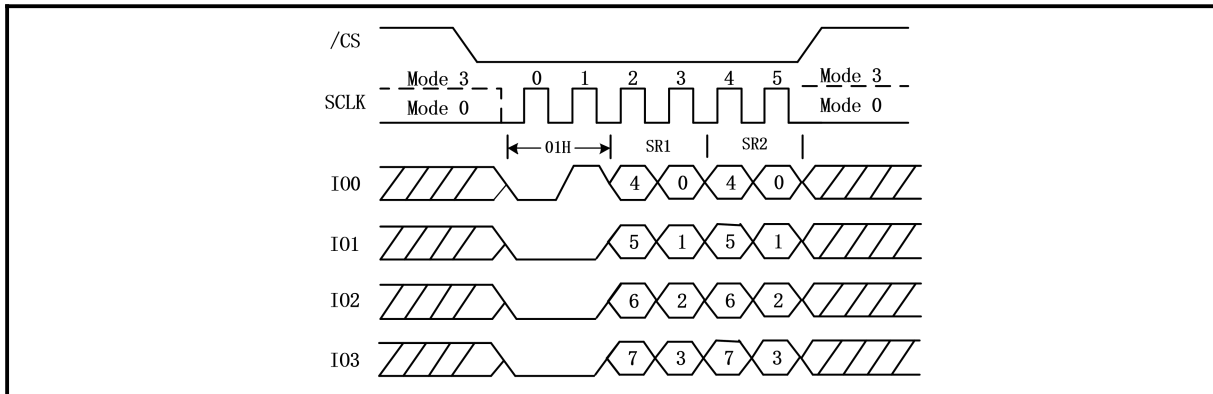 /CS
Mode 3 0 1 2 3 4 5 Mode 3
SCLK Mode 0 Mode 0
01H SR1 SR2
IO0 4 0 4 0
IO1 5 1 5 1
IO2 6 2 6 2
IO3 7 3 7 3